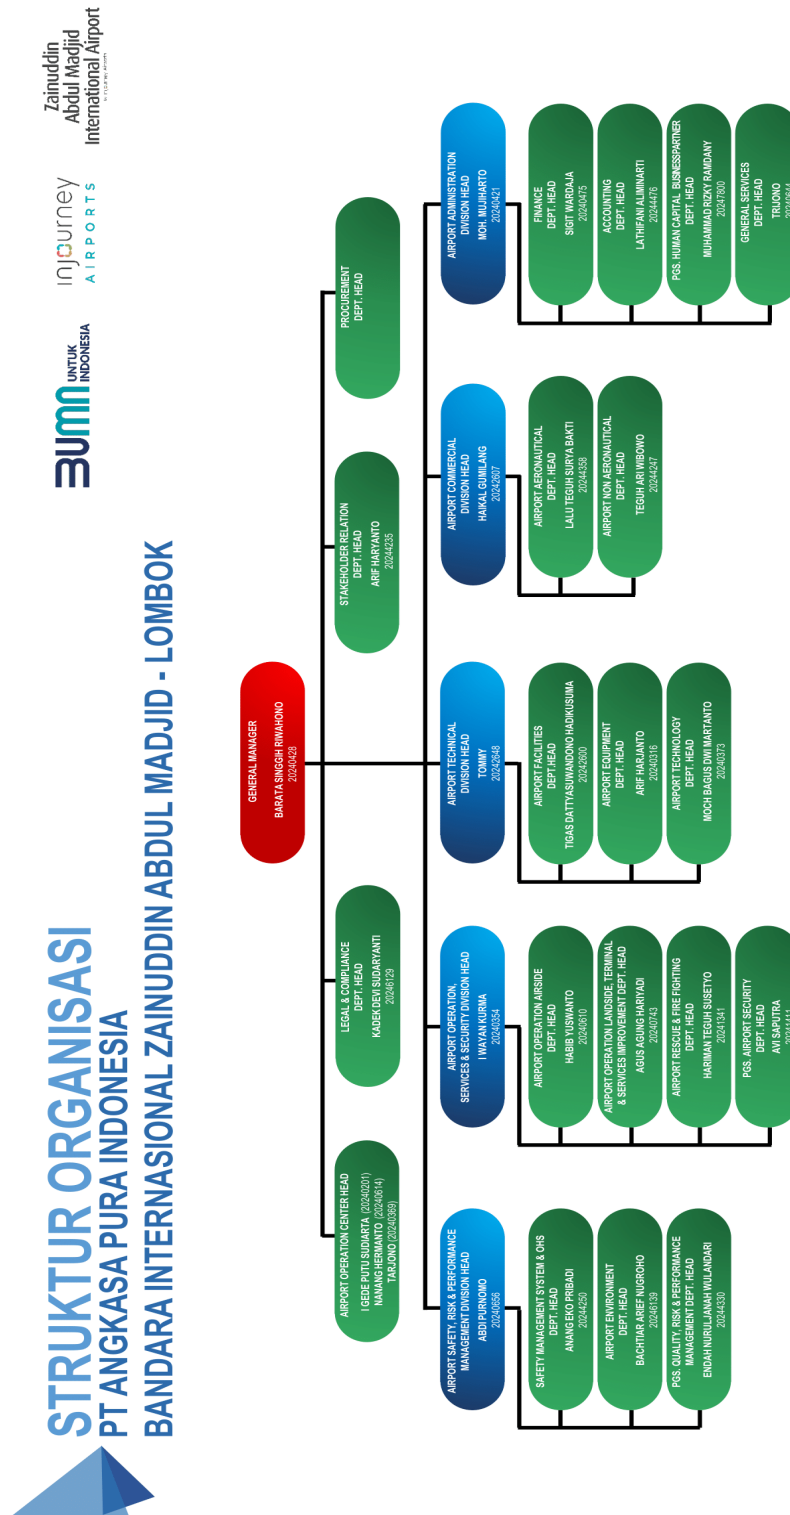 STRUKTUR ORGANISASI
PT ANGKASA PURA INDONESIA
BANDARA INTERNASIONAL ZAINUDDIN ABDUL MADJID - LOMBOK
BUMN UNTUK
INDONESIA
injourney
AIRPORTS
Zainuddin
Abdul Madjid
International Airport
GENERAL MANAGER
BARATA SINGGIH RIWAHONO
20240428
AIRPORT OPERATION CENTER HEAD
I GEDE PUTU SUDIARTA (20240201)
NANANG HERMANTO (20240614)
TARJONO (20240369)
LEGAL & COMPLIANCE
DEPT. HEAD
KADEK DEVI SUDARYANTI
20246129
STAKEHOLDER RELATION
DEPT. HEAD
ARIF HARYANTO
20244235
PROCUREMENT
DEPT. HEAD
AIRPORT SAFETY, RISK & PERFORMANCE
MANAGEMENT DIVISION HEAD
ABDI PURNOMO
20240656
SAFETY MANAGEMENT SYSTEM & OHS
DEPT. HEAD
ANANG EKO PRIBADI
20244250
AIRPORT ENVIRONMENT
DEPT. HEAD
BACHTIAR ARIEF NUGROHO
20246139
PGS. QUALITY, RISK & PERFORMANCE
MANAGEMENT DEPT. HEAD
ENDAH NURULJANAH WULANDARI
20244330
AIRPORT OPERATION,
SERVICES & SECURITY DIVISION HEAD
I WAYAN KURMA
20240354
AIRPORT OPERATION AIRSIDE
DEPT. HEAD
HABIB YUSWANTO
20240610
AIRPORT OPERATION LANDSIDE, TERMINAL
& SERVICES IMPROVEMENT DEPT. HEAD
AGUS AGUNG HARIYADI
20240743
AIRPORT RESCUE & FIRE FIGHTING
DEPT. HEAD
HARIMAN TEGUH SUSETYO
20241341
PGS. AIRPORT SECURITY
DEPT. HEAD
AVI SAPUTRA
20241411
AIRPORT TECHNICAL
DIVISION HEAD
TOMMY
20242648
AIRPORT FACILITIES
DEPT.HEAD
TIGAS DATTYASUWANDONO HADIKUSUMA
20242600
AIRPORT EQUIPMENT
DEPT. HEAD
ARIF HARJANTO
20240316
AIRPORT TECHNOLOGY
DEPT. HEAD
MOCH BAGUS DWI MARTANTO
20240373
AIRPORT COMMERCIAL
DIVISION HEAD
HAIKAL GUMILANG
20242607
AIRPORT AERONAUTICAL
DEPT. HEAD
LALU TEGUH SURYA BAKTI
20244358
AIRPORT NON AERONAUTICAL
DEPT. HEAD
TEGUH ARI WIBOWO
20244247
AIRPORT ADMINISTRATION
DIVISION HEAD
MOH. MUJIHARTO
20240421
FINANCE
DEPT. HEAD
SIGIT WARDAJA
20240475
ACCOUNTING
DEPT. HEAD
LATHIFANI ALIMINARTI
20244476
PGS. HUMAN CAPITAL BUSINESSPARTNER
DEPT. HEAD
MUHAMMAD RIZKY RAMDANY
20247800
GENERAL SERVICES
DEPT. HEAD
TRIJONO
20240644